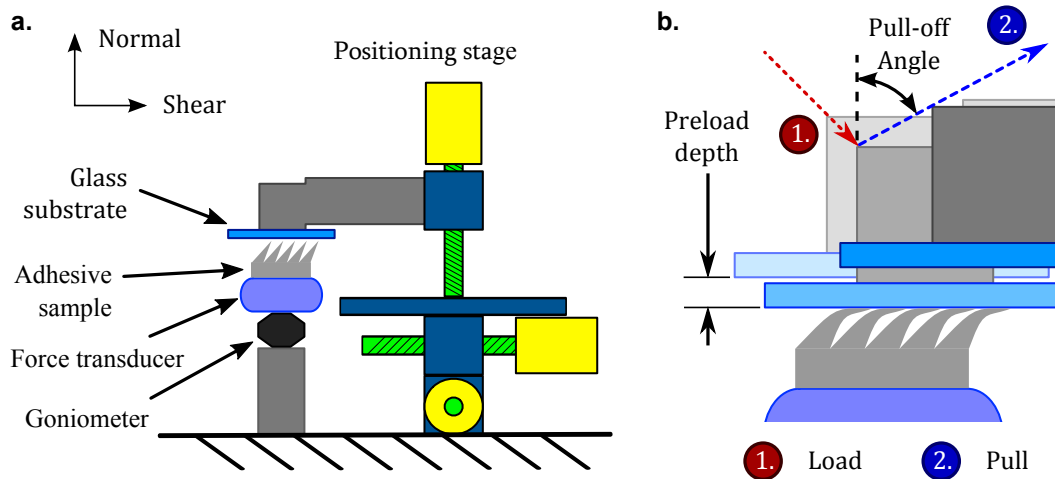 a.
Normal
Shear
Positioning stage
Glass
substrate
Adhesive
sample
Force transducer
Goniometer
b.
Pull-off
Angle
2.
1.
Preload
depth
1. Load
2. Pull